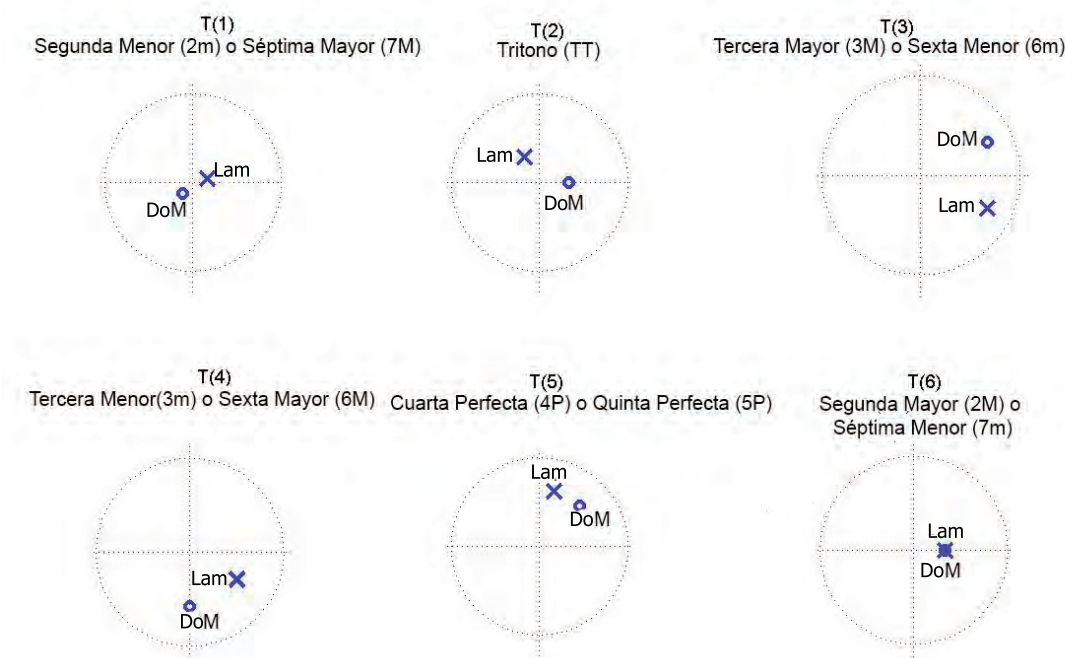 T(1)
Segunda Menor (2m) o Séptima Mayor (7M)
Lam
DoM
T(2)
Tritono (TT)
Lam
DoM
T(3)
Tercera Mayor (3M) o Sexta Menor (6m)
DoM
Lam
T(4)
Tercera Menor(3m) o Sexta Mayor (6M)
Lam
DoM
T(5)
Cuarta Perfecta (4P) o Quinta Perfecta (5P)
Lam
DoM
T(6)
Segunda Mayor (2M) o
Séptima Menor (7m)
Lam
DoM